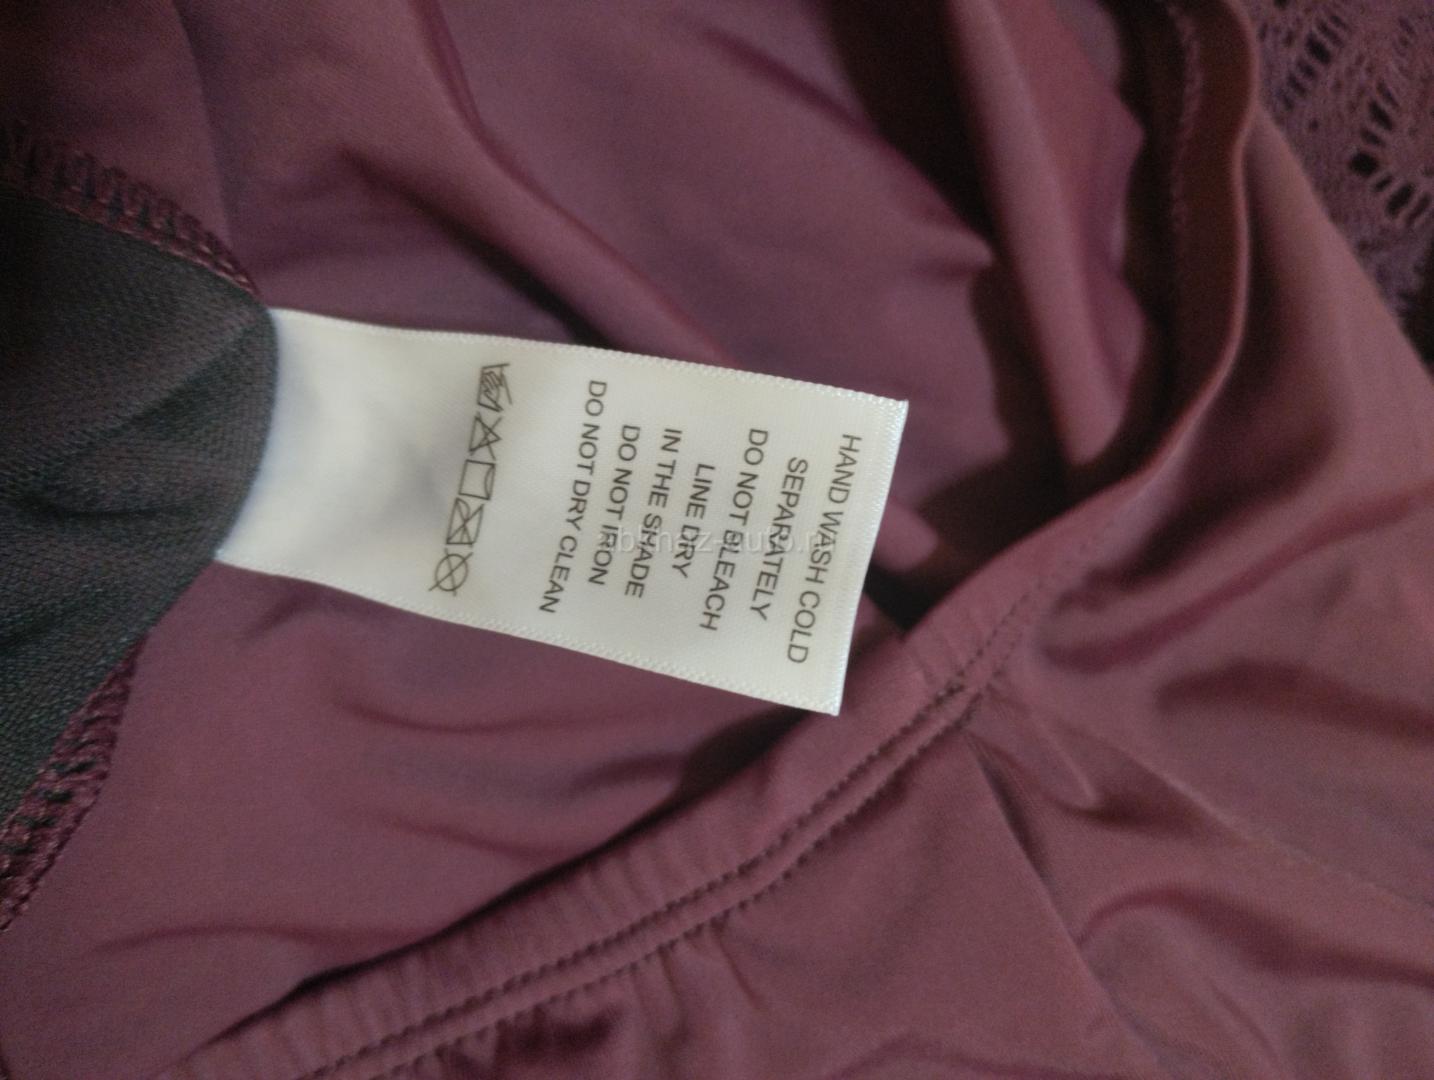 HAND WASH COLD
SEPARATELY
DO NOT BLEACH
LINE DRY
IN THE SHADE
DO NOT IRON
DO NOT DRY CLEAN